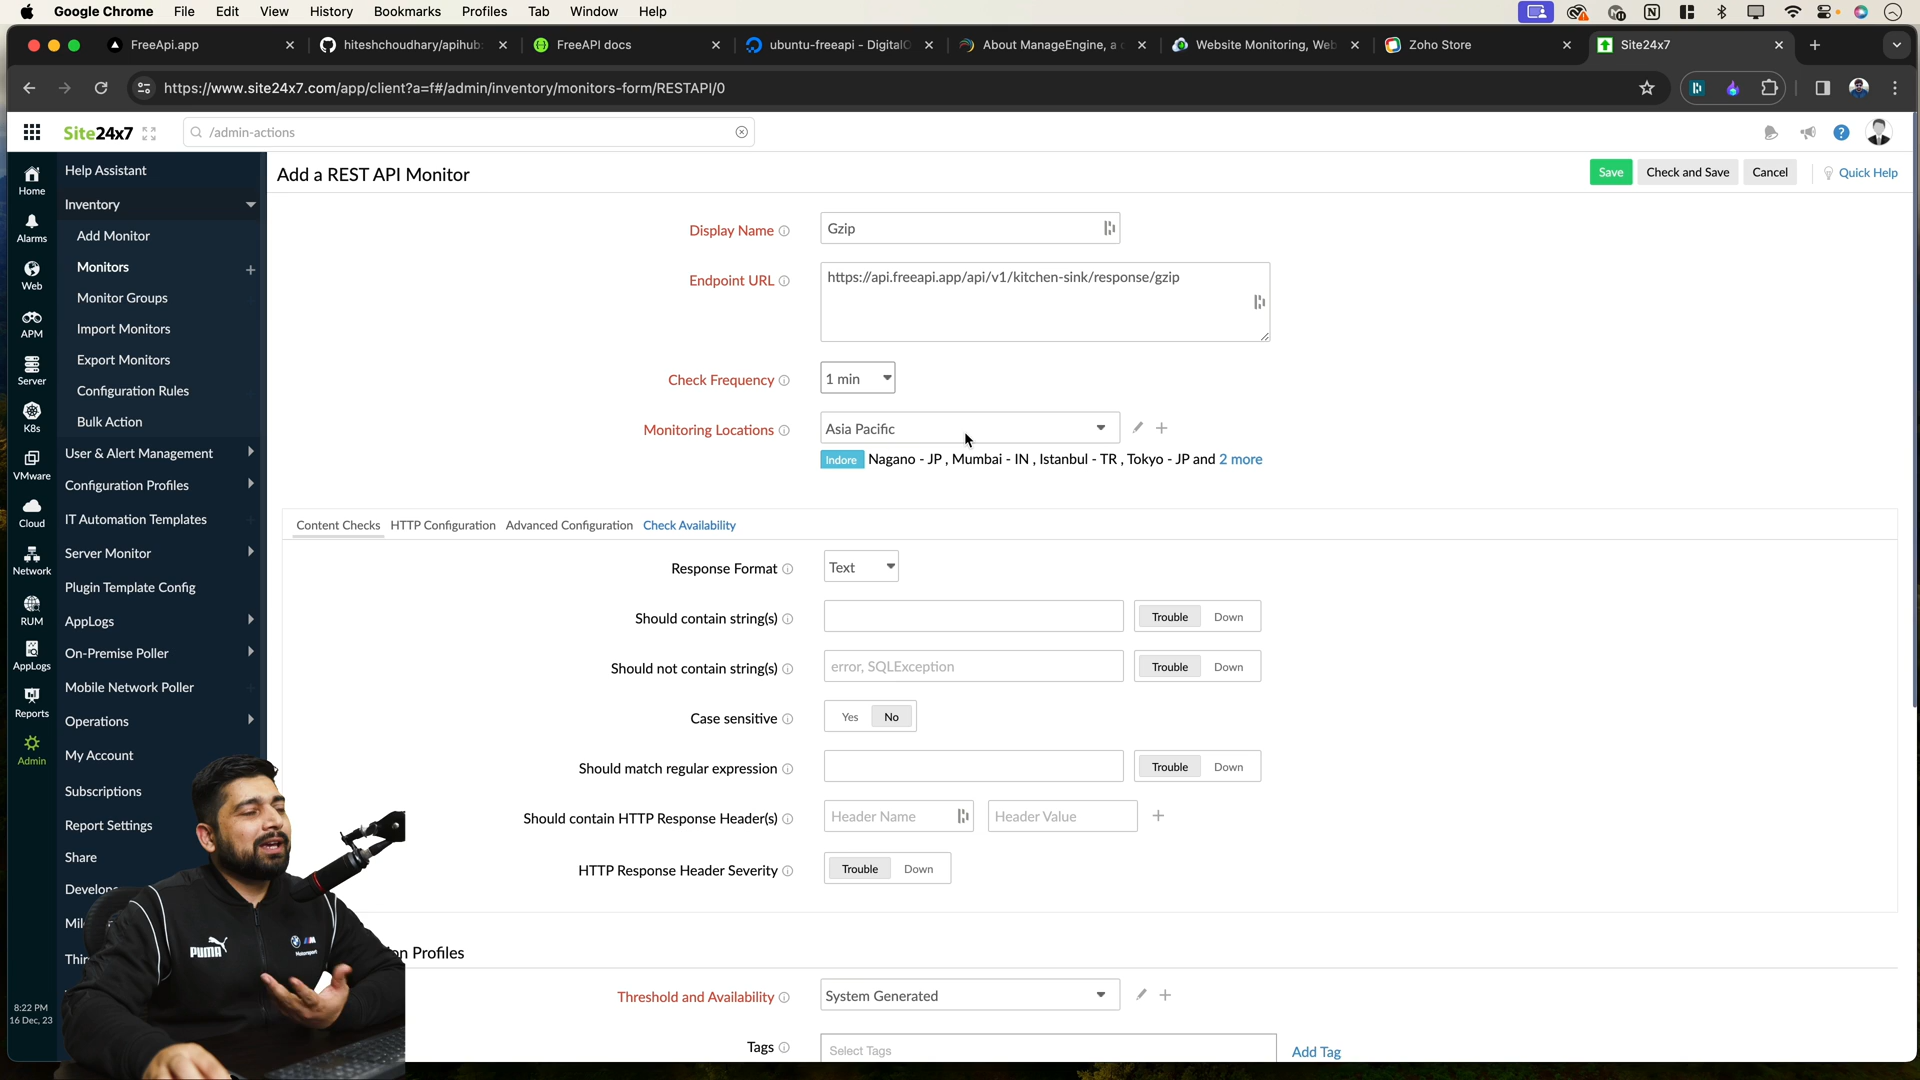 Google Chrome File Edit View History Bookmarks Profiles Tab Window Help
FreeApi.app hiteshchoudhary/apihub: FreeAPI docs ubuntu-freeapi - DigitalO About ManageEngine, a Website Monitoring, Web Zoho Store Site24x7
https://www.site24x7.com/app/client?a=f#/admin/inventory/monitors-form/RESTAPI/0
Site24x7 /admin-actions
Home
Alarms
Web
APM
Server
K8s
VMware
Cloud
Network
RUM
AppLogs
Reports
Admin
8:22 PM
16 Dec, 23
Help Assistant
Inventory
Add Monitor
Monitors
Monitor Groups
Import Monitors
Export Monitors
Configuration Rules
Bulk Action
User & Alert Management
Configuration Profiles
IT Automation Templates
Server Monitor
Plugin Template Config
AppLogs
On-Premise Poller
Mobile Network Poller
Operations
My Account
Subscriptions
Report Settings
Share
Develop
Mil
Thir
Add a REST API Monitor Save Check and Save Cancel Quick Help
Display Name Gzip
Endpoint URL https://api.freeapi.app/api/v1/kitchen-sink/response/gzip
Check Frequency 1 min
Monitoring Locations Asia Pacific
Indore Nagano - JP , Mumbai - IN , Istanbul - TR , Tokyo - JP and 2 more
Content Checks HTTP Configuration Advanced Configuration Check Availability
Response Format Text
Should contain string(s) Trouble Down
Should not contain string(s) error, SQLException Trouble Down
Case sensitive Yes No
Should match regular expression Trouble Down
Should contain HTTP Response Header(s) Header Name Header Value
HTTP Response Header Severity Trouble Down
on Profiles
Threshold and Availability System Generated
Tags Select Tags Add Tag
PUMA